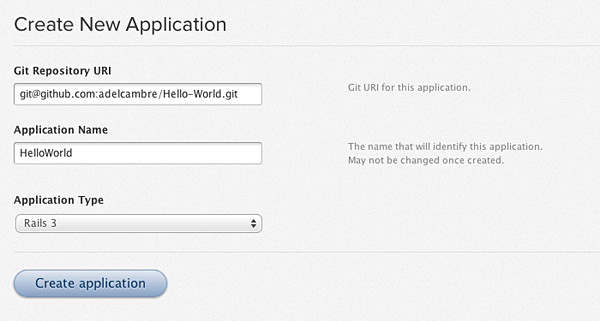 Create New Application
Git Repository URI
git@github.com:adelcambre/Hello-World.git
Git URI for this application.
Application Name
HelloWorld
The name that will identify this application.
May not be changed once created.
Application Type
Rails 3
Create application